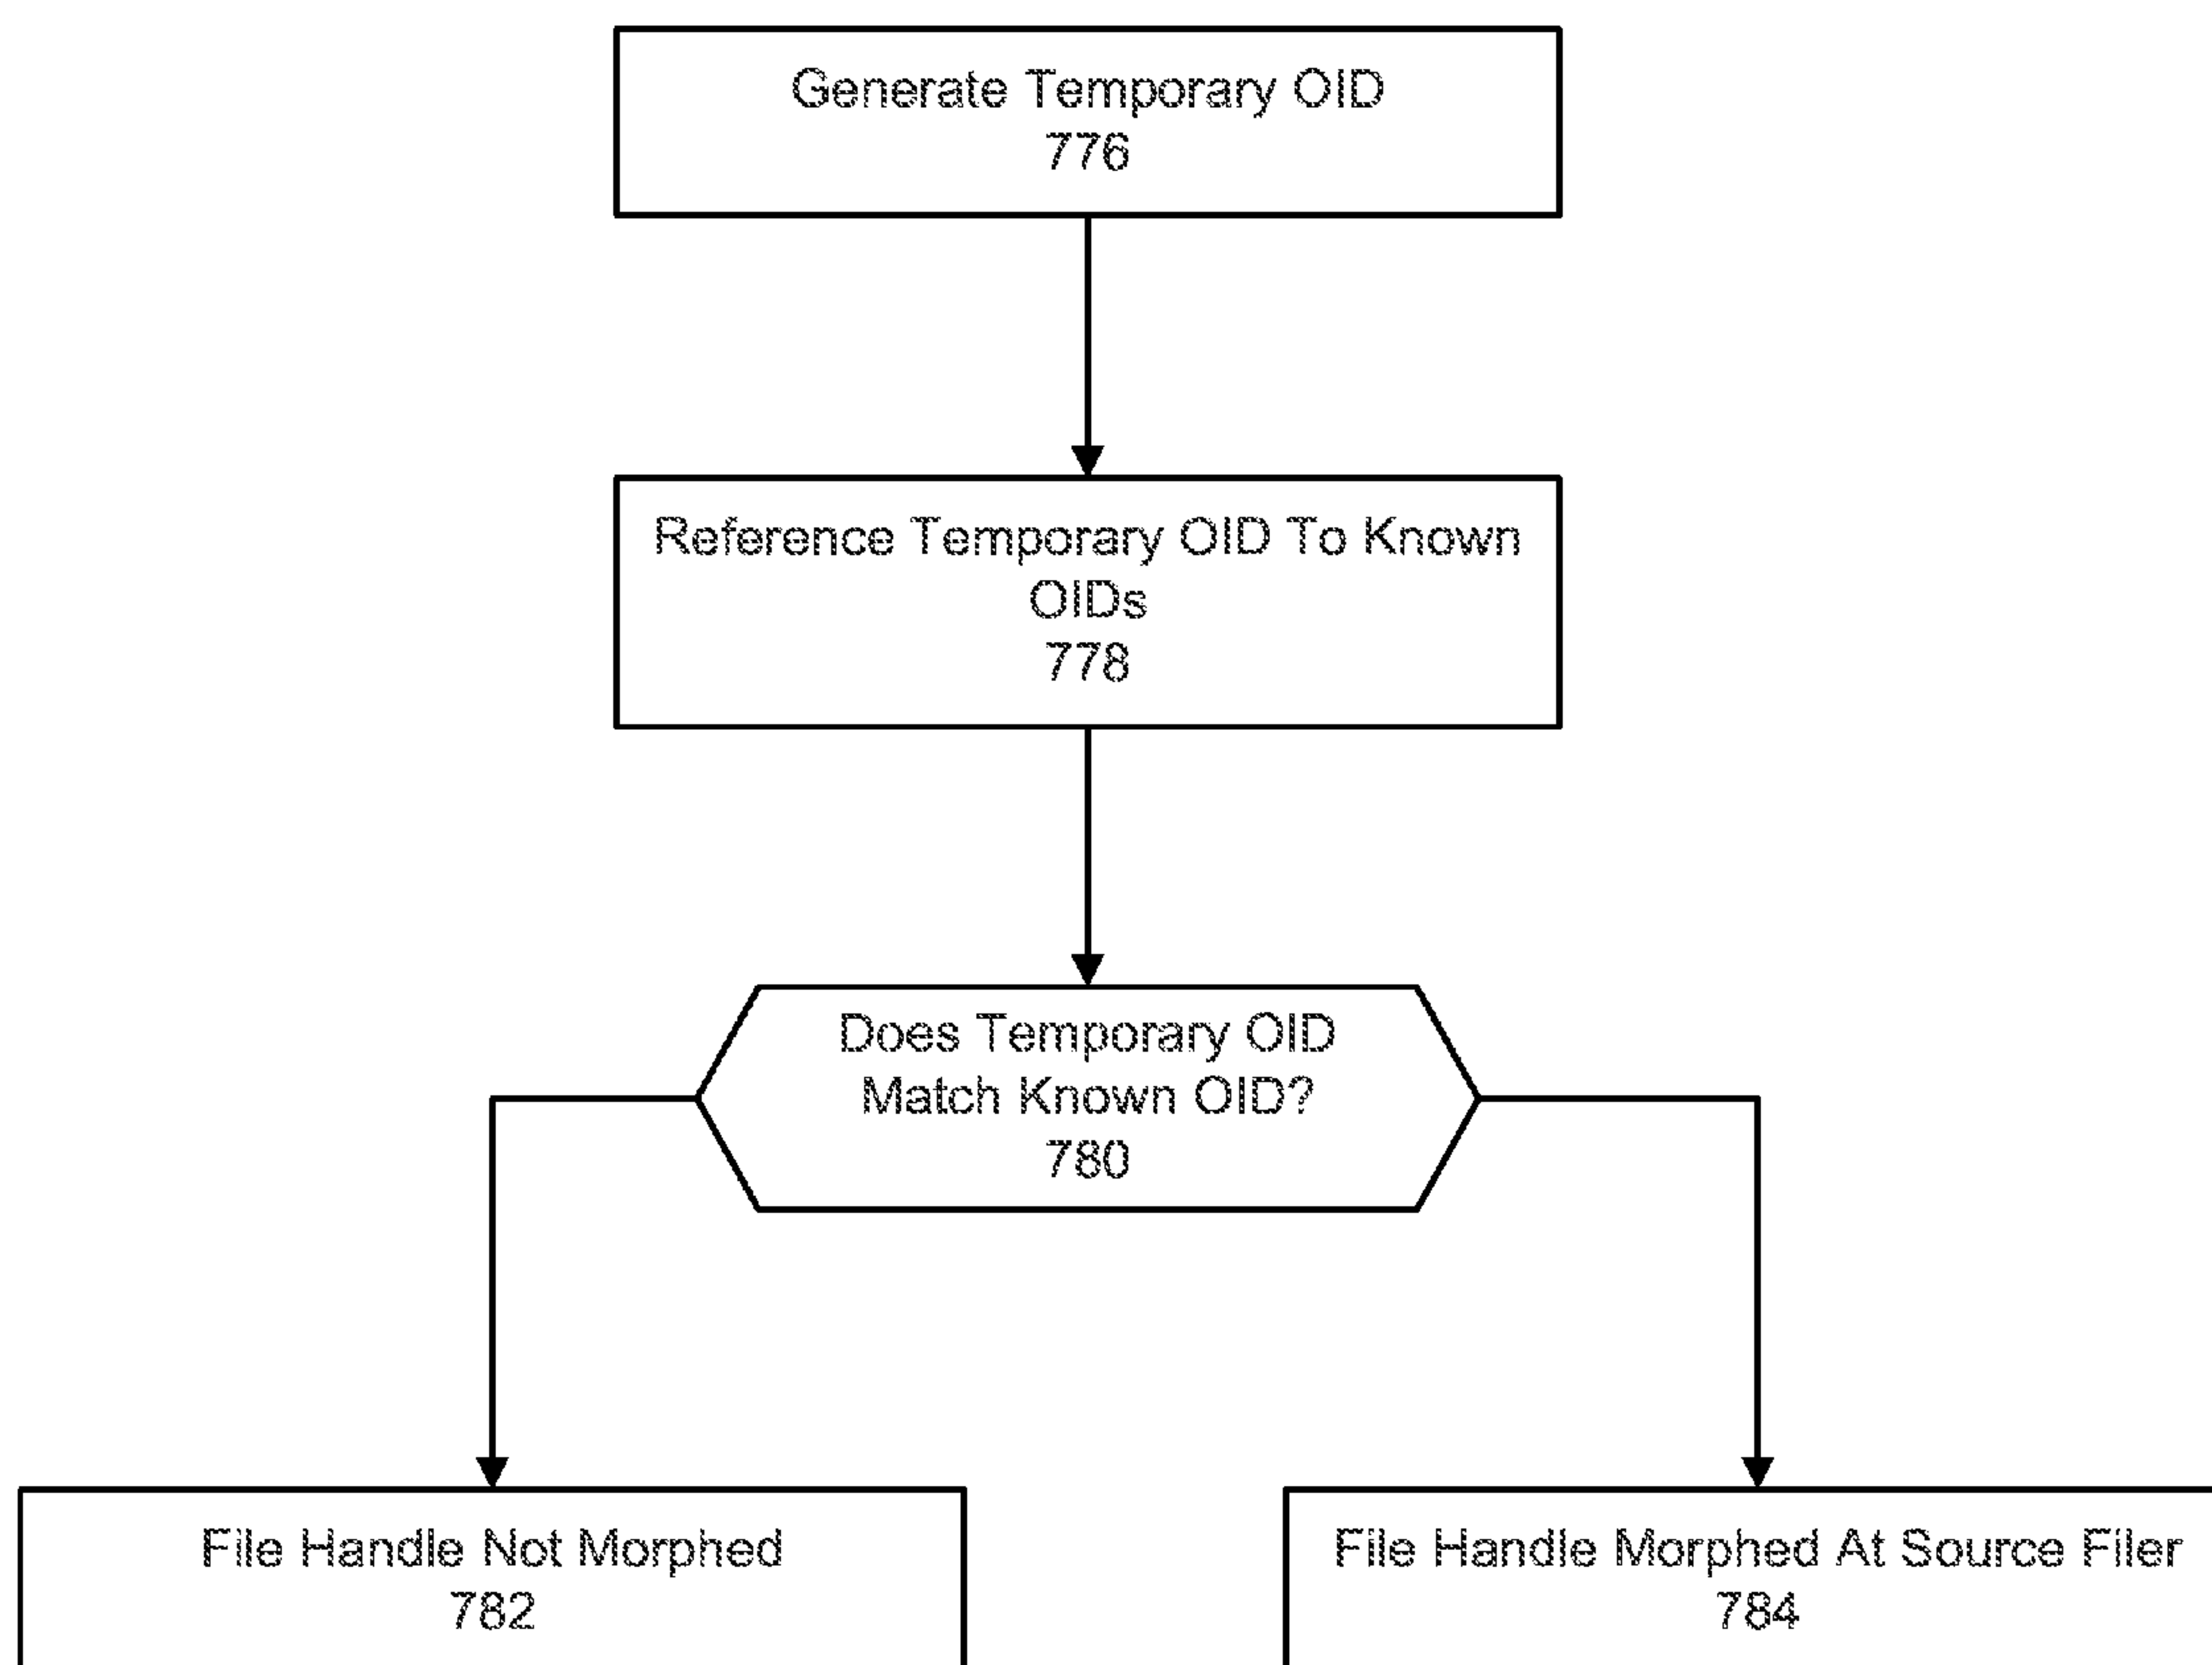 Generate Temporary OID
776
Reference Temporary OID To Known
OIDs
778
Does Temporary OID
Match Known OID?
780
File Handle Not Morphed
782
File Handle Morphed At Source Filer
784